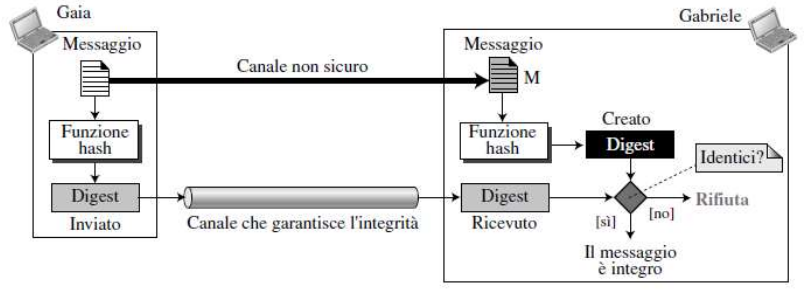 Gaia
Gabriele
Messaggio
Messaggio
Canale non sicuro
M
Funzione
hash
Funzione
hash
Creato
Digest
Identici?
Digest
Digest
Rifiuta
[sì]
[no]
Inviato
Canale che garantisce l'integrità
Ricevuto
Il messaggio
è integro